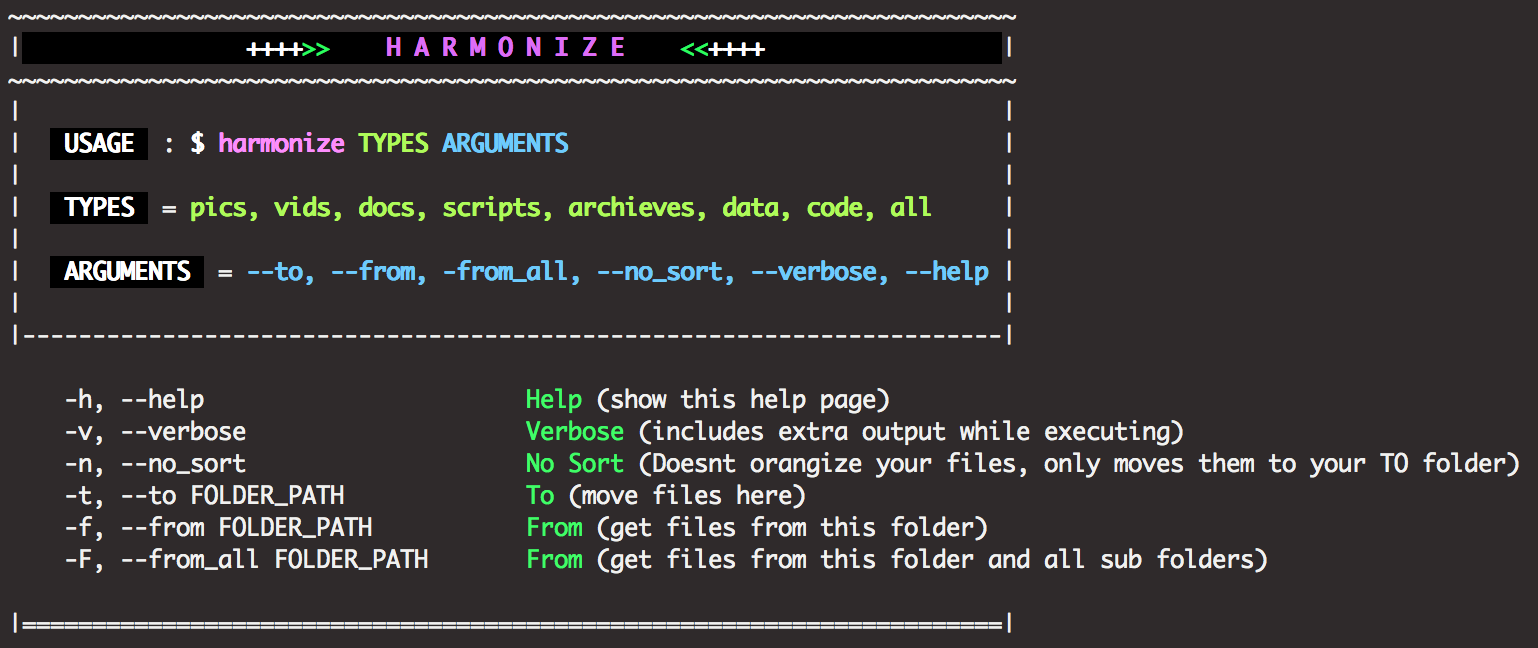 ~~~~~~~~~~~~~~~~~~~~~~~~~~~~~~~~~~~~~~~~~~~~~~~~~~~~~~~~~~~~~~~~~~~~~~~~
|                ++++>>    H A R M O N I Z E    <<++++                 |
~~~~~~~~~~~~~~~~~~~~~~~~~~~~~~~~~~~~~~~~~~~~~~~~~~~~~~~~~~~~~~~~~~~~~~~~
|                                                                      |
|   USAGE  : $ harmonize TYPES ARGUMENTS                               |
|                                                                      |
|   TYPES  = pics, vids, docs, scripts, archieves, data, code, all     |
|                                                                      |
|   ARGUMENTS  = --to, --from, -from_all, --no_sort, --verbose, --help |
|                                                                      |
|----------------------------------------------------------------------|
-h, --help                       Help (show this help page)
-v, --verbose                    Verbose (includes extra output while executing)
-n, --no_sort                    No Sort (Doesnt orangize your files, only moves them to your TO folder)
-t, --to FOLDER_PATH             To (move files here)
-f, --from FOLDER_PATH           From (get files from this folder)
-F, --from_all FOLDER_PATH       From (get files from this folder and all sub folders)
|======================================================================|